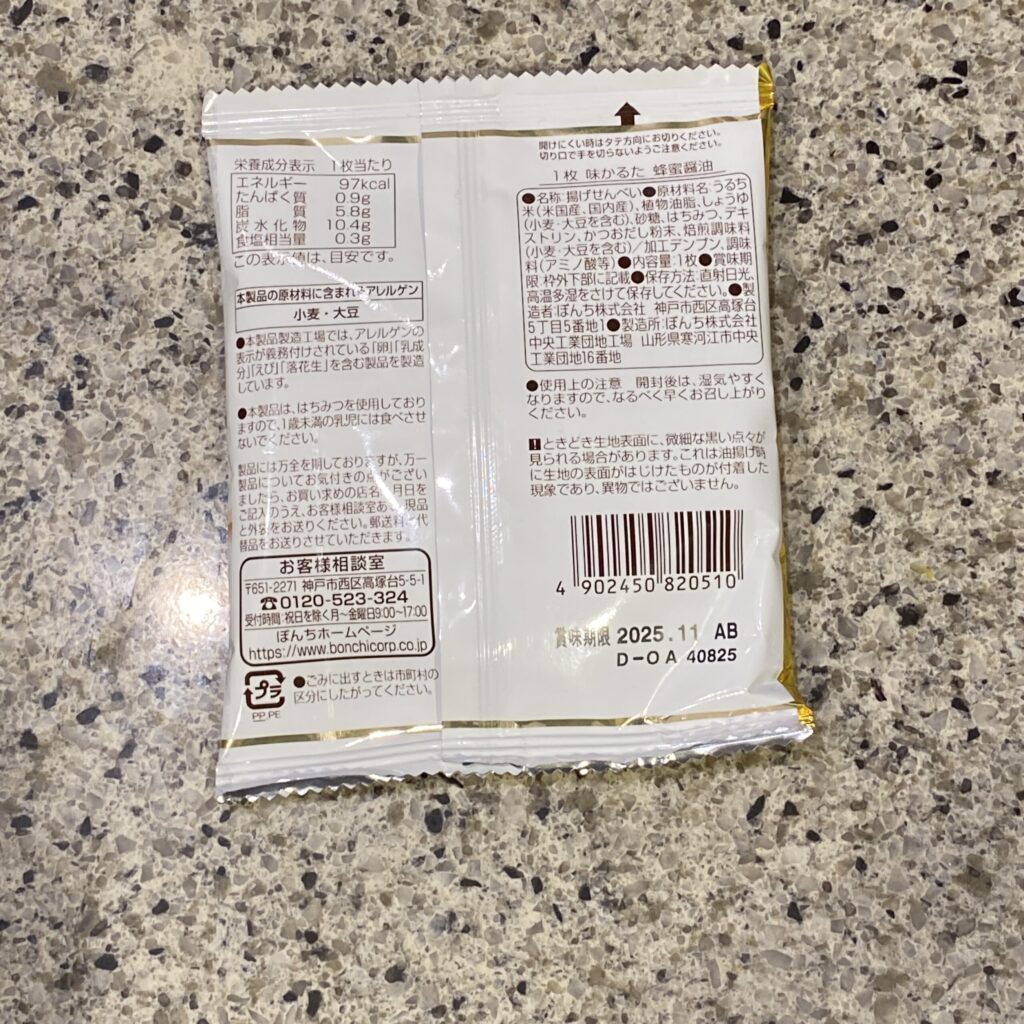 栄養成分表示 1枚当たり
エネルギー 97kcal
たんぱく質 0.9g
脂質 5.8g
炭水化物 10.4g
食塩相当量 0.3g
この表示値は、目安です。
本製品の原材料に含まれるアレルゲン
小麦・大豆
●本製品製造工場では、アレルゲンの
表示が義務付けされている「卵」「乳成
分」「えび」「落花生」を含む製品を製造
しています。
●本製品は、はちみつを使用しており
ますので、1歳未満の乳児には食べさせ
ないでください。
製品には万全を期しておりますが、万一
製品についてお気付きの点がござい
ましたら、お買い求めの店名、月日を
ご記入のうえ、お客様相談室あて現品
と外袋をお送りください。郵送料と代
替品をお送りさせていただきます。
お客様相談室
〒651-2271 神戸市西区高塚台5-5-1
☎0120-523-324
受付時間:祝日を除く月～金曜日9:00～17:00
ぼんちホームページ
https://www.bonchicorp.co.jp
プラ
PP,PE
●ごみに出すときは市町村の
区分にしたがってください。
開けにくい時はタテ方向にお切りください。
切り口で手を切らないようご注意ください。
1枚 味かるた 蜂蜜醤油
●名称:揚げせんべい●原材料名:うるち
米(米国産、国内産)、植物油脂、しょうゆ
(小麦・大豆を含む)、砂糖、はちみつ、デキ
ストリン、かつおだし粉末、焙煎調味料
(小麦・大豆を含む)／加工デンプン、調味
料(アミノ酸等)●内容量:1枚●賞味期
限:枠外下部に記載●保存方法:直射日光、
高温多湿をさけて保存してください。●製
造者:ぼんち株式会社 神戸市西区高塚台
5丁目5番地1●製造所:ぼんち株式会社
中央工業団地工場 山形県寒河江市中央
工業団地16番地
●使用上の注意 開封後は、湿気やすく
なりますので、なるべく早くお召し上がり
ください。
!ときどき生地表面に、微細な黒い点々が
見られる場合があります。これは油揚げ時
に生地の表面がはじけたものが付着した
現象であり、異物ではございません。
4 902450 820510
賞味期限 2025.11 AB
D-O A 40825